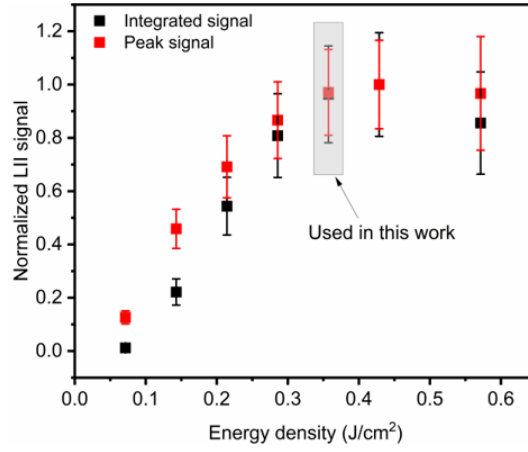 Integrated signal
Peak signal
1.2
1.0
0.8
0.6
0.4
0.2
0.0
Normalized LII signal
Used in this work
0.0 0.1 0.2 0.3 0.4 0.5 0.6
Energy density (J/cm²)